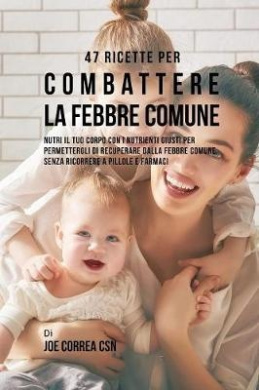 47 RICETTE PER
COMBATTERE
LA FEBBRE COMUNE
NUTRI IL TUO CORPO CON I NUTRIENTI GIUSTI PER
PERMETTERGLI DI RECUPERARE DALLA FEBBRE COMUNE
SENZA RICORRERE A PILLOLE E FARMACI
Di
JOE CORREA CSN